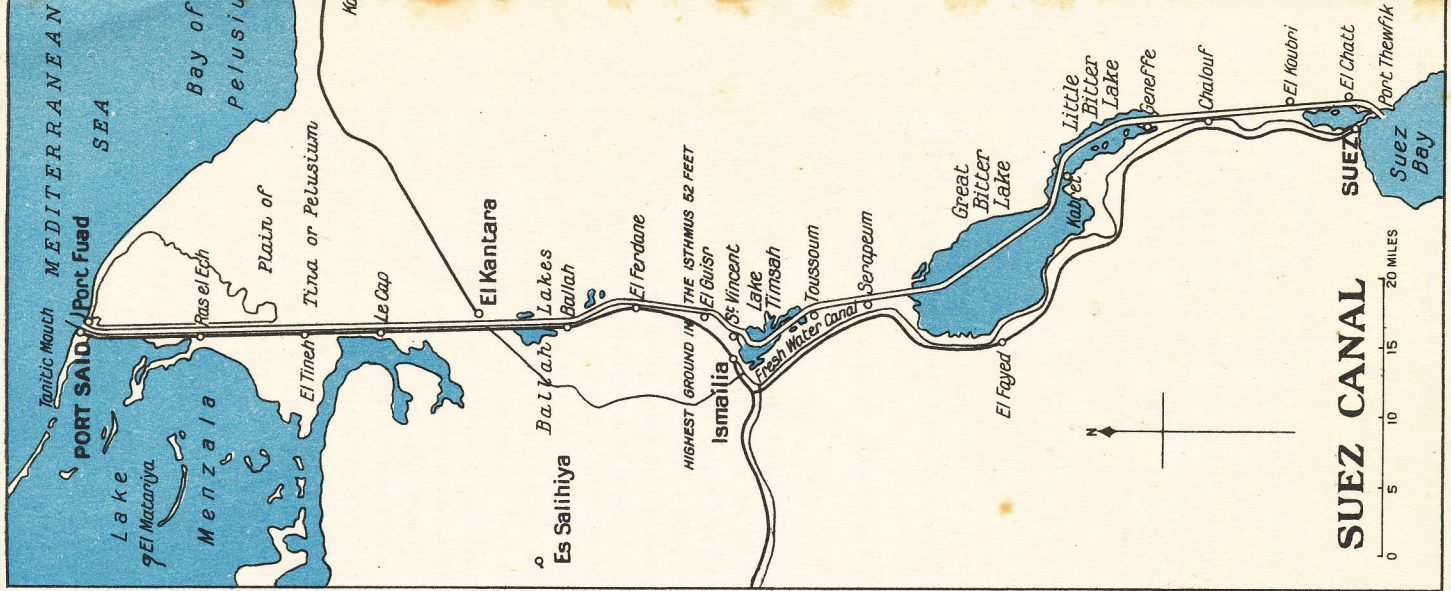 MEDITERRANEAN
SEA
Bay of
Pelusiu
Tanitic Mouth
PORT SAID
Port Fuad
Lake
Menzala
El Matariya
Ras el Ech
Plain of
Tina or Pelusium
El Tineh
Le Cap
El Kantara
Ballah Lakes
Ballah
Es Salihiya
El Ferdane
HIGHEST GROUND IN THE ISTHMUS 52 FEET
El Guisr
St Vincent
Ismailia
Lake
Timsah
Toussoum
Fresh Water Canal
Serapeum
Great
Bitter
Lake
El Fayed
Kabret
Little
Bitter
Lake
Geneffe
Chalouf
El Koubri
El Chatt
Port Thewfik
SUEZ
Suez
Bay
N
SUEZ CANAL
0 5 10 15 20 MILES